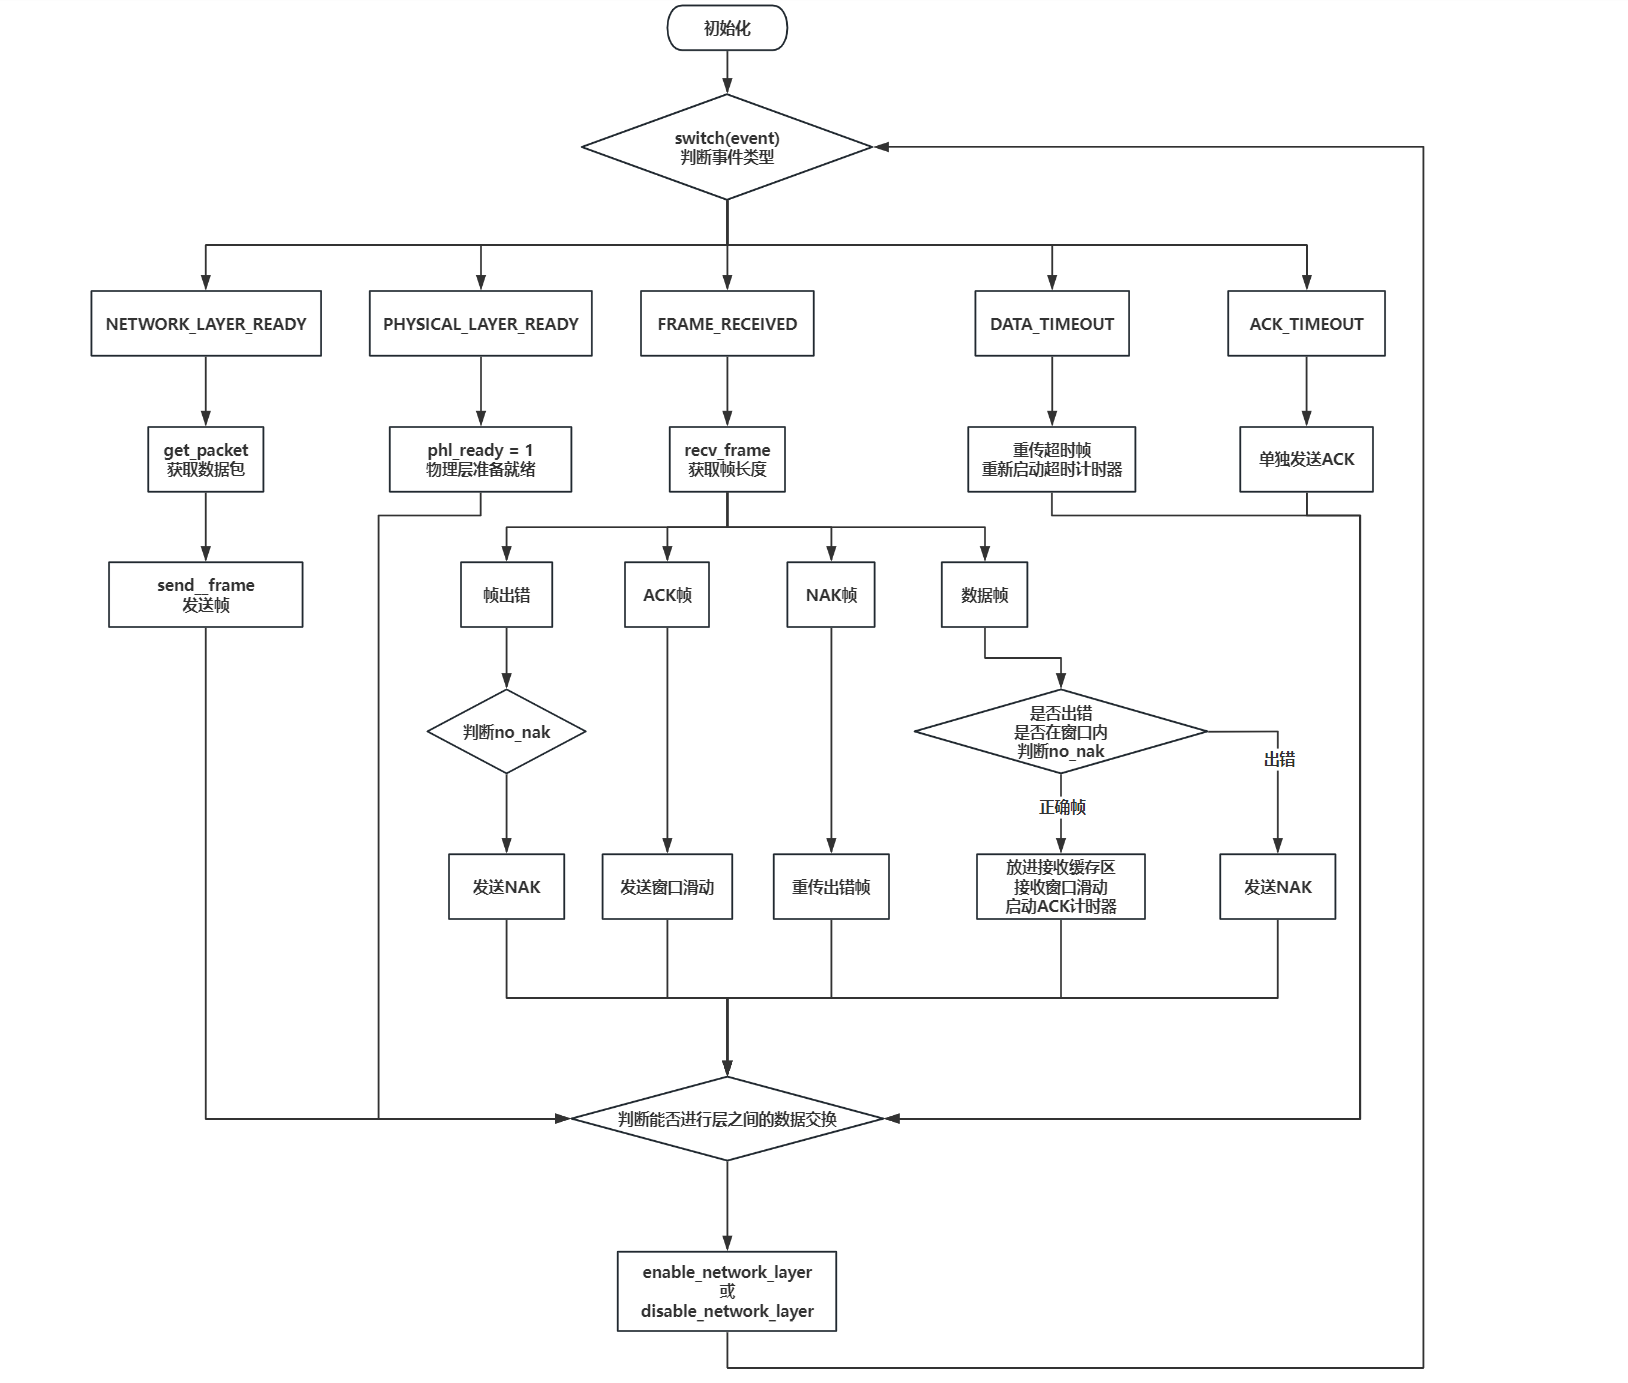 初始化
switch(event)
判断事件类型
NETWORK_LAYER_READY
PHYSICAL_LAYER_READY
FRAME_RECEIVED
DATA_TIMEOUT
ACK_TIMEOUT
get_packet
获取数据包
phl_ready = 1
物理层准备就绪
recv_frame
获取帧长度
重传超时帧
重新启动超时计时器
单独发送ACK
send__frame
发送帧
帧出错
ACK帧
NAK帧
数据帧
判断no_nak
是否出错
是否在窗口内
判断no_nak
出错
正确帧
发送NAK
发送窗口滑动
重传出错帧
放进接收缓存区
接收窗口滑动
启动ACK计时器
发送NAK
判断能否进行层之间的数据交换
enable_network_layer
或
disable_network_layer